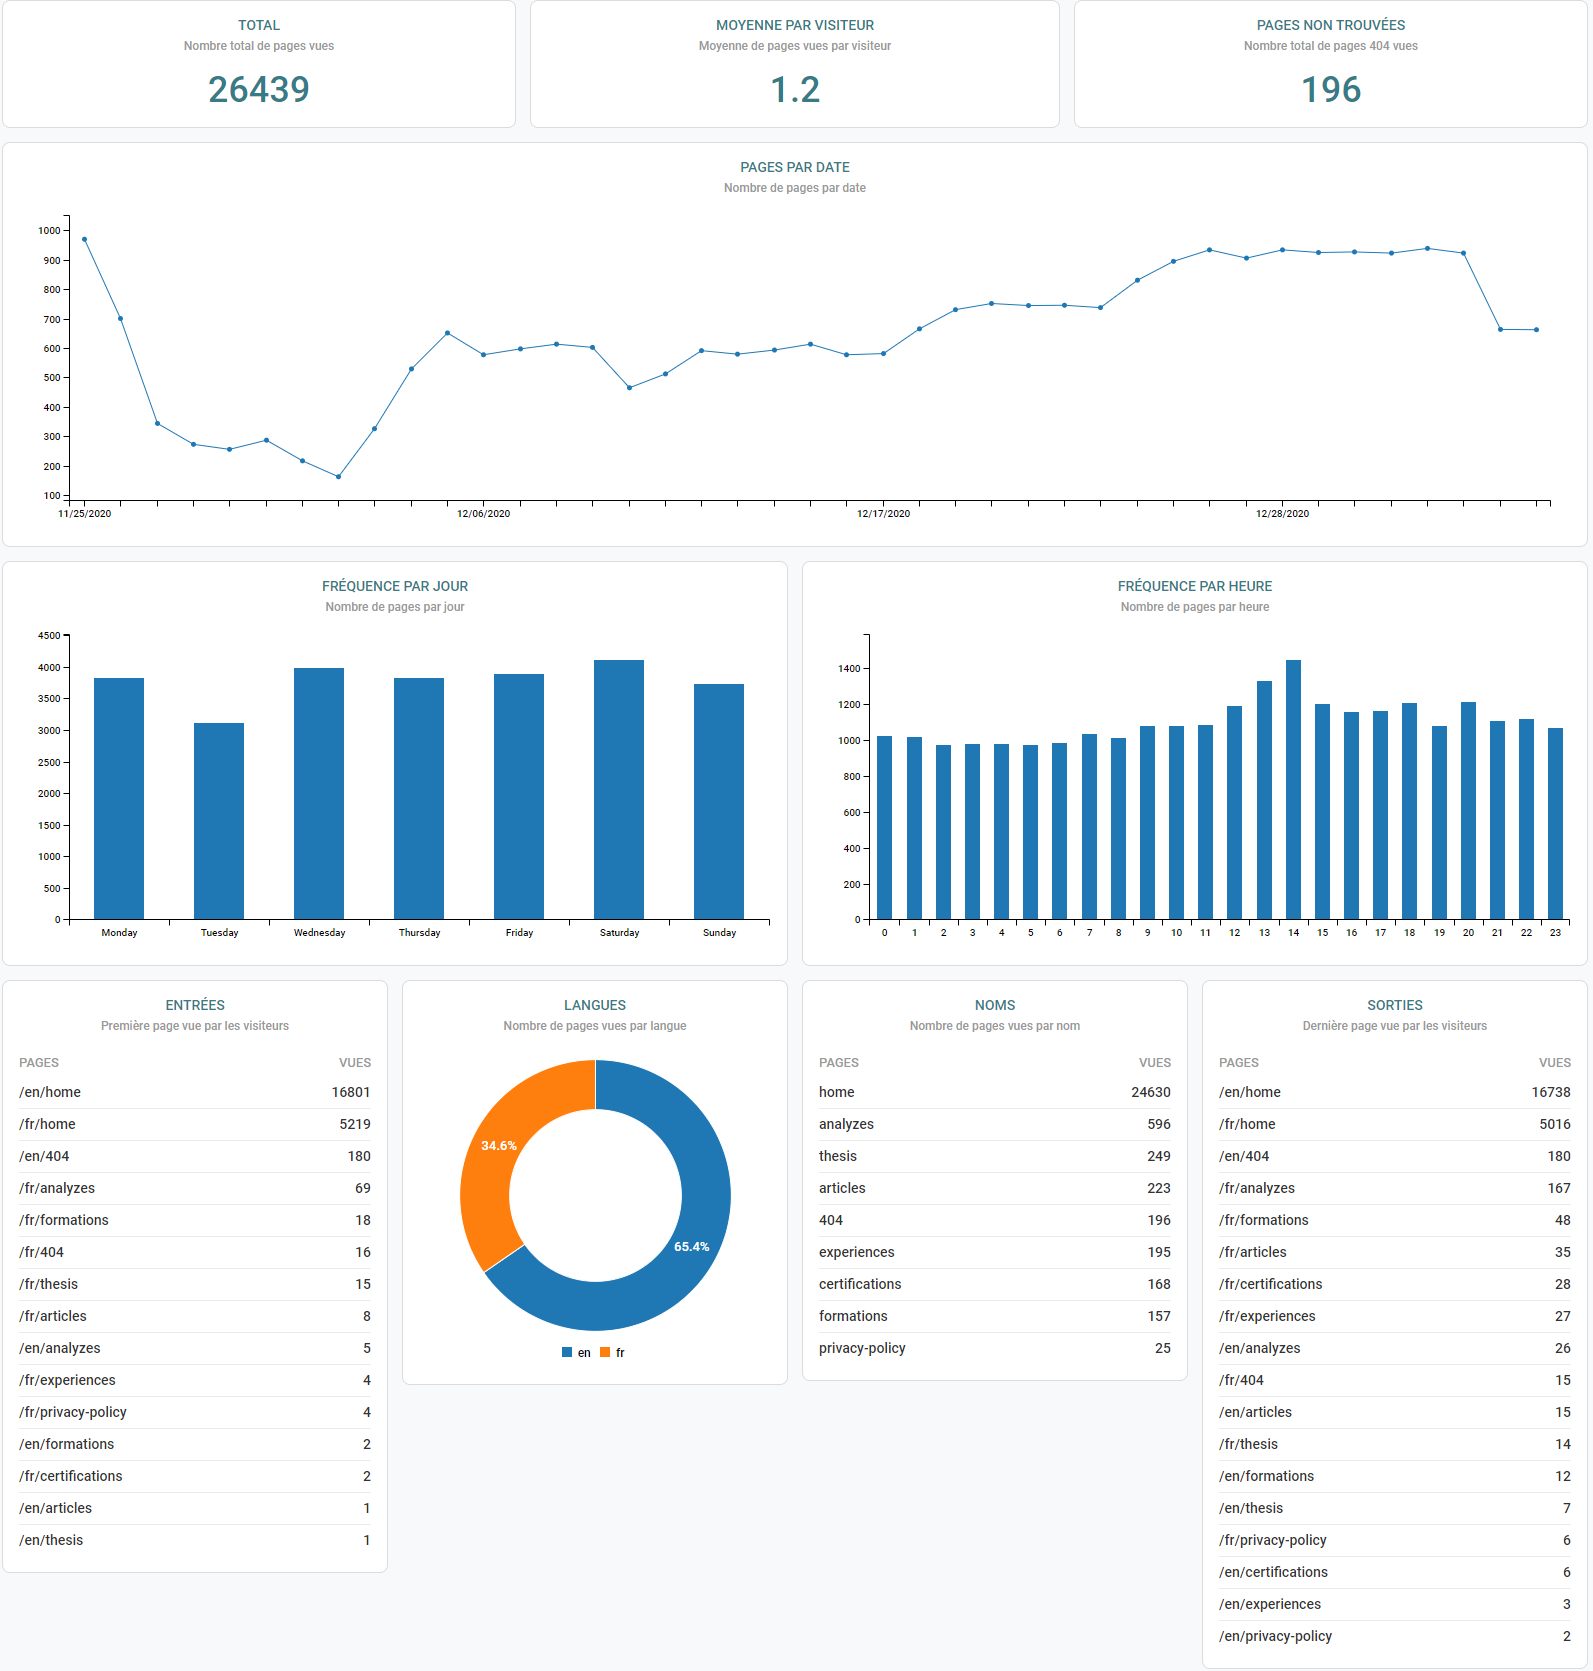 TOTAL
Nombre total de pages vues
26439
MOYENNE PAR VISITEUR
Moyenne de pages vues par visiteur
1.2
PAGES NON TROUVÉES
Nombre total de pages 404 vues
196
PAGES PAR DATE
Nombre de pages par date
1000
900
800
700
600
500
400
300
200
100
11/25/2020 12/06/2020 12/17/2020 12/28/2020
FRÉQUENCE PAR JOUR
Nombre de pages par jour
4500
4000
3500
3000
2500
2000
1500
1000
500
0
Monday Tuesday Wednesday Thursday Friday Saturday Sunday
FRÉQUENCE PAR HEURE
Nombre de pages par heure
1400
1200
1000
800
600
400
200
0
0 1 2 3 4 5 6 7 8 9 10 11 12 13 14 15 16 17 18 19 20 21 22 23
ENTRÉES
Première page vue par les visiteurs
PAGES VUES
/en/home 16801
/fr/home 5219
/en/404 180
/fr/analyzes 69
/fr/formations 18
/fr/404 16
/fr/thesis 15
/fr/articles 8
/en/analyzes 5
/fr/experiences 4
/fr/privacy-policy 4
/en/formations 2
/fr/certifications 2
/en/articles 1
/en/thesis 1
LANGUES
Nombre de pages vues par langue
34.6%
65.4%
en fr
NOMS
Nombre de pages vues par nom
PAGES VUES
home 24630
analyzes 596
thesis 249
articles 223
404 196
experiences 195
certifications 168
formations 157
privacy-policy 25
SORTIES
Dernière page vue par les visiteurs
PAGES VUES
/en/home 16738
/fr/home 5016
/en/404 180
/fr/analyzes 167
/fr/formations 48
/fr/articles 35
/fr/certifications 28
/fr/experiences 27
/en/analyzes 26
/fr/404 15
/en/articles 15
/fr/thesis 14
/en/formations 12
/en/thesis 7
/fr/privacy-policy 6
/en/certifications 6
/en/experiences 3
/en/privacy-policy 2